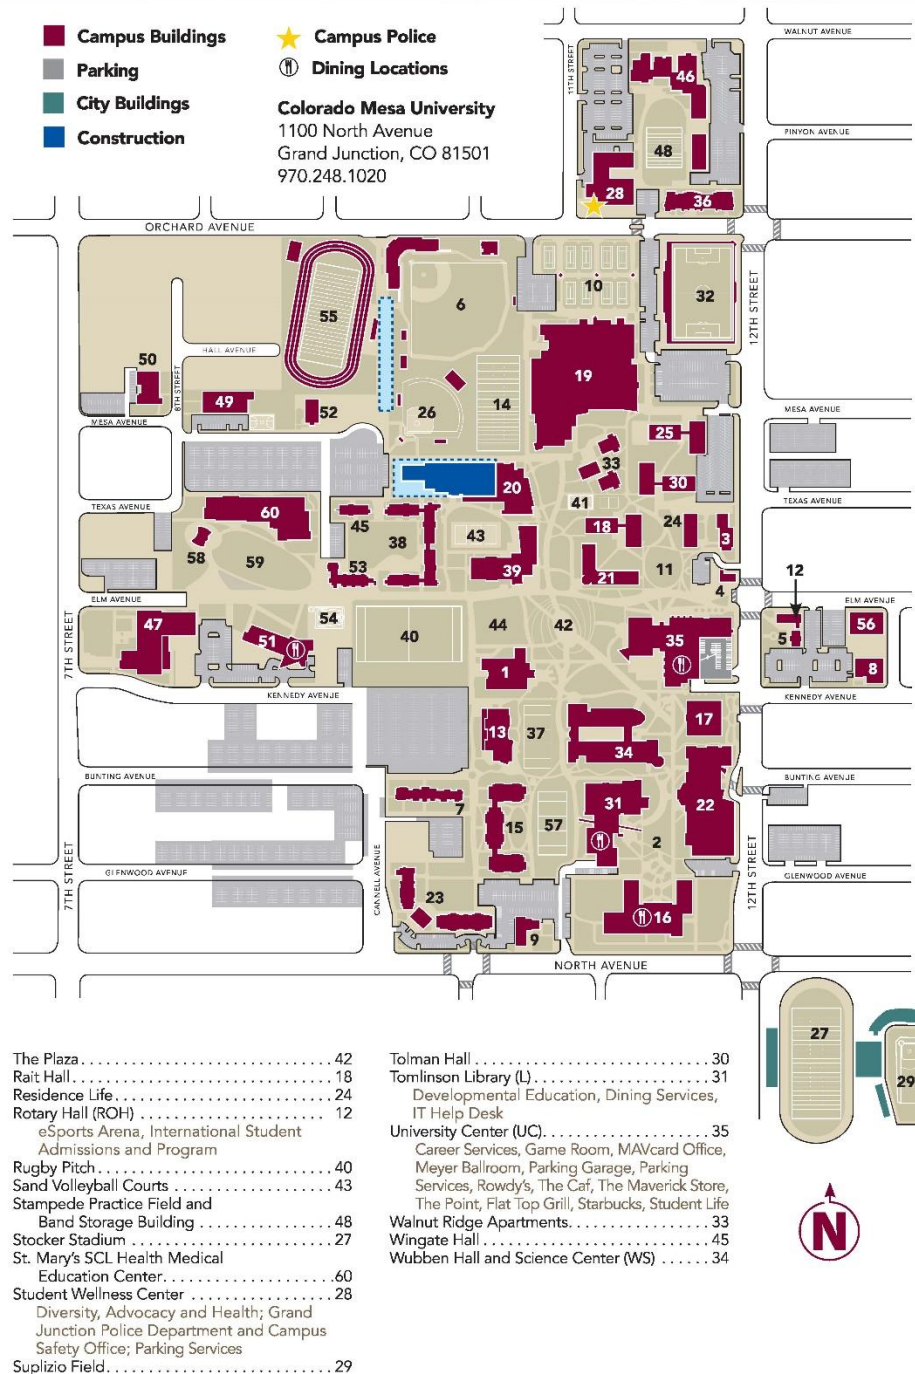 Campus Buildings
Parking
City Buildings
Construction
Campus Police
Dining Locations
Colorado Mesa University
1100 North Avenue
Grand Junction, CO 81501
970.248.1020
WALNUT AVENUE
11TH STREET
46
PINYON AVENUE
48
28
36
ORCHARD AVENUE
12TH STREET
10
32
6
55
HALL AVENUE
50
8TH STREET
19
49
52
26
14
MESA AVENUE
MESA AVENUE
25
33
30
20
TEXAS AVENUE
TEXAS AVENUE
60
45
41
18
24
3
43
38
58
59
53
39
21
11
4
12
ELM AVENUE
ELM AVENUE
7TH STREET
47
54
51
40
44
42
35
5
56
1
8
KENNEDY AVENUE
KENNEDY AVENUE
17
13
37
34
BUNTING AVENUE
BUNTING AVENUE
7
31
22
15
57
2
7TH STREET
GLENWOOD AVENUE
CANNELL AVENUE
12TH STREET
GLENWOOD AVENUE
23
16
9
NORTH AVENUE
27
29
The Plaza . . . . . . . . . . . . . . . . . . . . . . . . . . . . . 42
Rait Hall . . . . . . . . . . . . . . . . . . . . . . . . . . . . . . 18
Residence Life . . . . . . . . . . . . . . . . . . . . . . . . . 24
Rotary Hall (ROH) . . . . . . . . . . . . . . . . . . . . . 12
eSports Arena, International Student
Admissions and Program
Rugby Pitch . . . . . . . . . . . . . . . . . . . . . . . . . . . 40
Sand Volleyball Courts . . . . . . . . . . . . . . . . . . 43
Stampede Practice Field and
Band Storage Building . . . . . . . . . . . . . . . 48
Stocker Stadium . . . . . . . . . . . . . . . . . . . . . . . 27
St. Mary's SCL Health Medical
Education Center . . . . . . . . . . . . . . . . . . . 60
Student Wellness Center . . . . . . . . . . . . . . . . 28
Diversity, Advocacy and Health; Grand
Junction Police Department and Campus
Safety Office; Parking Services
Suplizio Field . . . . . . . . . . . . . . . . . . . . . . . . . . 29
Tolman Hall . . . . . . . . . . . . . . . . . . . . . . . . . . . 30
Tomlinson Library (L) . . . . . . . . . . . . . . . . . . . 31
Developmental Education, Dining Services,
IT Help Desk
University Center (UC) . . . . . . . . . . . . . . . . . . 35
Career Services, Game Room, MAVcard Office,
Meyer Ballroom, Parking Garage, Parking
Services, Rowdy's, The Caf, The Maverick Store,
The Point, Flat Top Grill, Starbucks, Student Life
Walnut Ridge Apartments . . . . . . . . . . . . . . . 33
Wingate Hall . . . . . . . . . . . . . . . . . . . . . . . . . . 45
Wubben Hall and Science Center (WS) . . . . . . 34
N